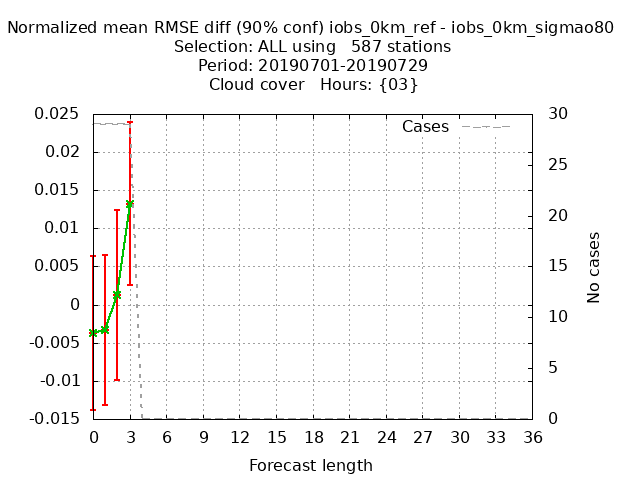 Normalized mean RMSE diff (90% conf) iobs_0km_ref - iobs_0km_sigmao80
Selection: ALL using   587 stations
Period: 20190701-20190729
Cloud cover   Hours: {03}
Cases
0.025
0.02
0.015
0.01
0.005
0
-0.005
-0.01
-0.015
30
25
20
15
10
5
0
No cases
0 3 6 9 12 15 18 21 24 27 30 33 36
Forecast length